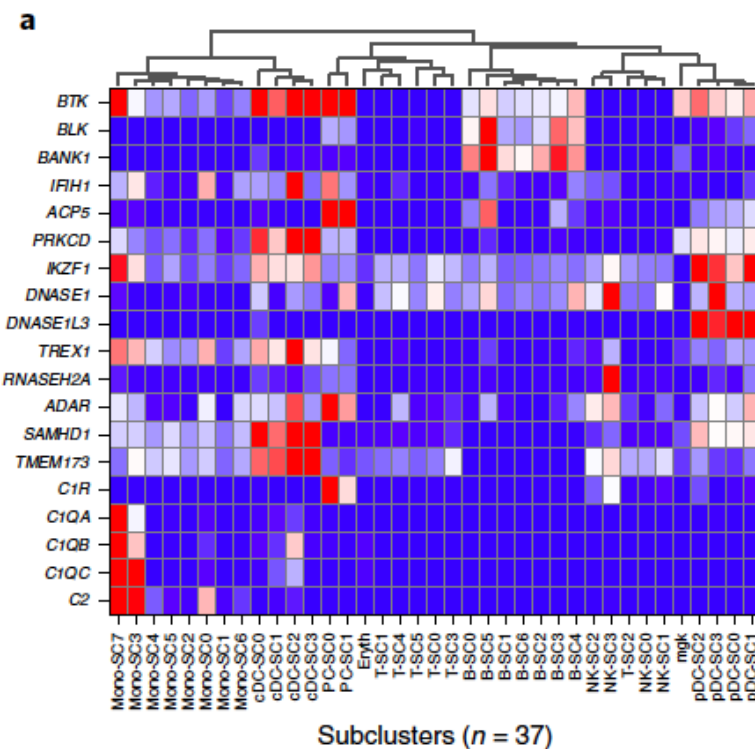 a
BTK
BLK
BANK1
IFIH1
ACP5
PRKCD
IKZF1
DNASE1
DNASE1L3
TREX1
RNASEH2A
ADAR
SAMHD1
TMEM173
C1R
C1QA
C1QB
C1QC
C2
Mono-SC7
Mono-SC3
Mono-SC4
Mono-SC5
Mono-SC2
Mono-SC0
Mono-SC1
Mono-SC6
cDC-SC0
cDC-SC1
cDC-SC2
cDC-SC3
PC-SC0
PC-SC1
Eryth
T-SC1
T-SC4
T-SC5
T-SC0
T-SC3
B-SC0
B-SC5
B-SC1
B-SC6
B-SC2
B-SC3
B-SC4
NK-SC2
NK-SC3
T-SC2
NK-SC0
NK-SC1
mgk
pDC-SC2
pDC-SC3
pDC-SC0
pDC-SC1
Subclusters (n = 37)